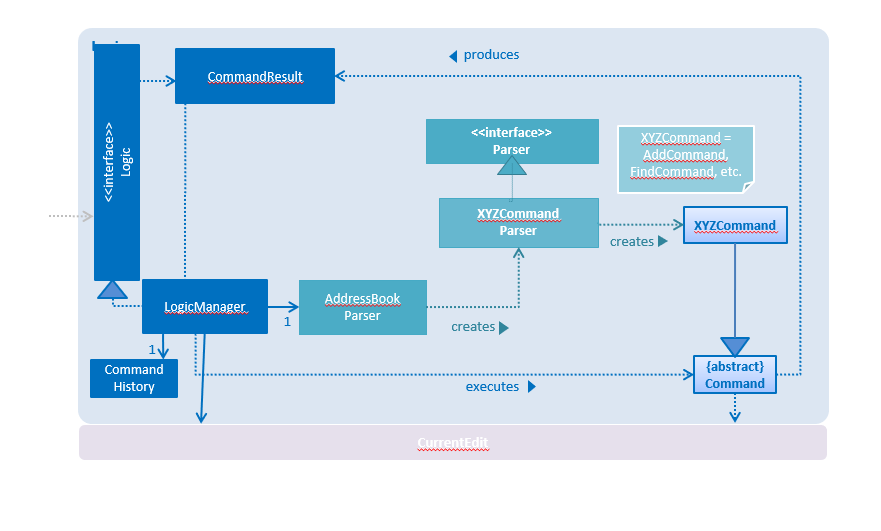 produces
CommandResult
<<interface>>
Logic
<<interface>>
Parser
XYZCommand =
AddCommand,
FindCommand, etc.
XYZCommand
Parser
creates
XYZCommand
LogicManager
1
AddressBook
Parser
creates
1
Command
History
executes
{abstract}
Command
CurrentEdit